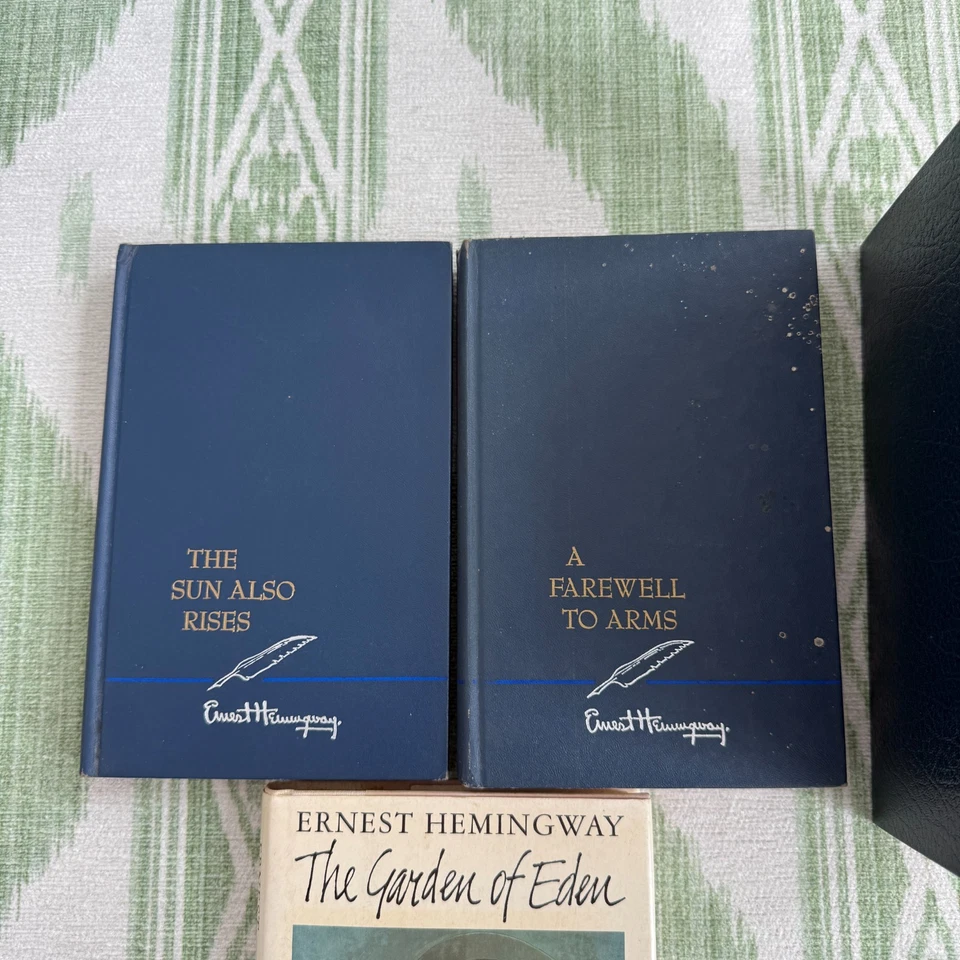 THE
SUN ALSO
RISES
Ernest Hemingway.
A
FAREWELL
TO ARMS
Ernest Hemingway.
ERNEST HEMINGWAY
The Garden of Eden